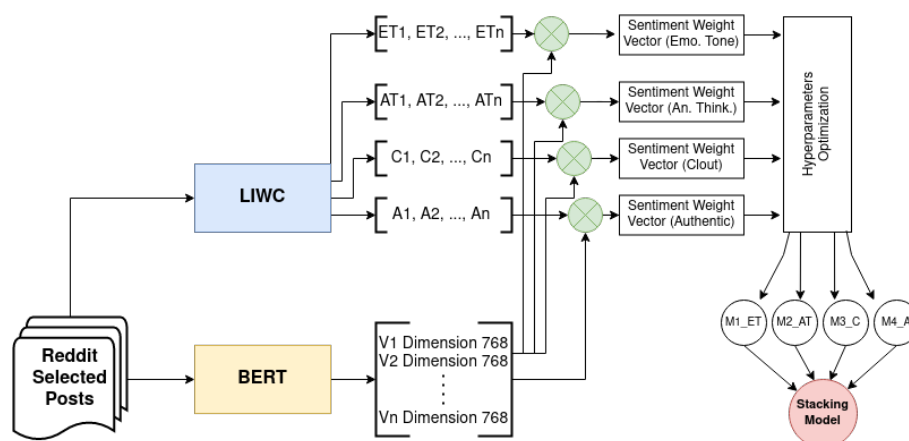 ET1, ET2, ..., ETn
Sentiment Weight
Vector (Emo. Tone)
AT1, AT2, ..., ATn
Sentiment Weight
Vector (An. Think.)
C1, C2, ..., Cn
Sentiment Weight
Vector (Clout)
A1, A2, ..., An
Sentiment Weight
Vector (Authentic)
Hyperparameters
Optimization
LIWC
Reddit
Selected
Posts
BERT
V1 Dimension 768
V2 Dimension 768
Vn Dimension 768
M1_ET
M2_AT
M3_C
M4_A
Stacking
Model